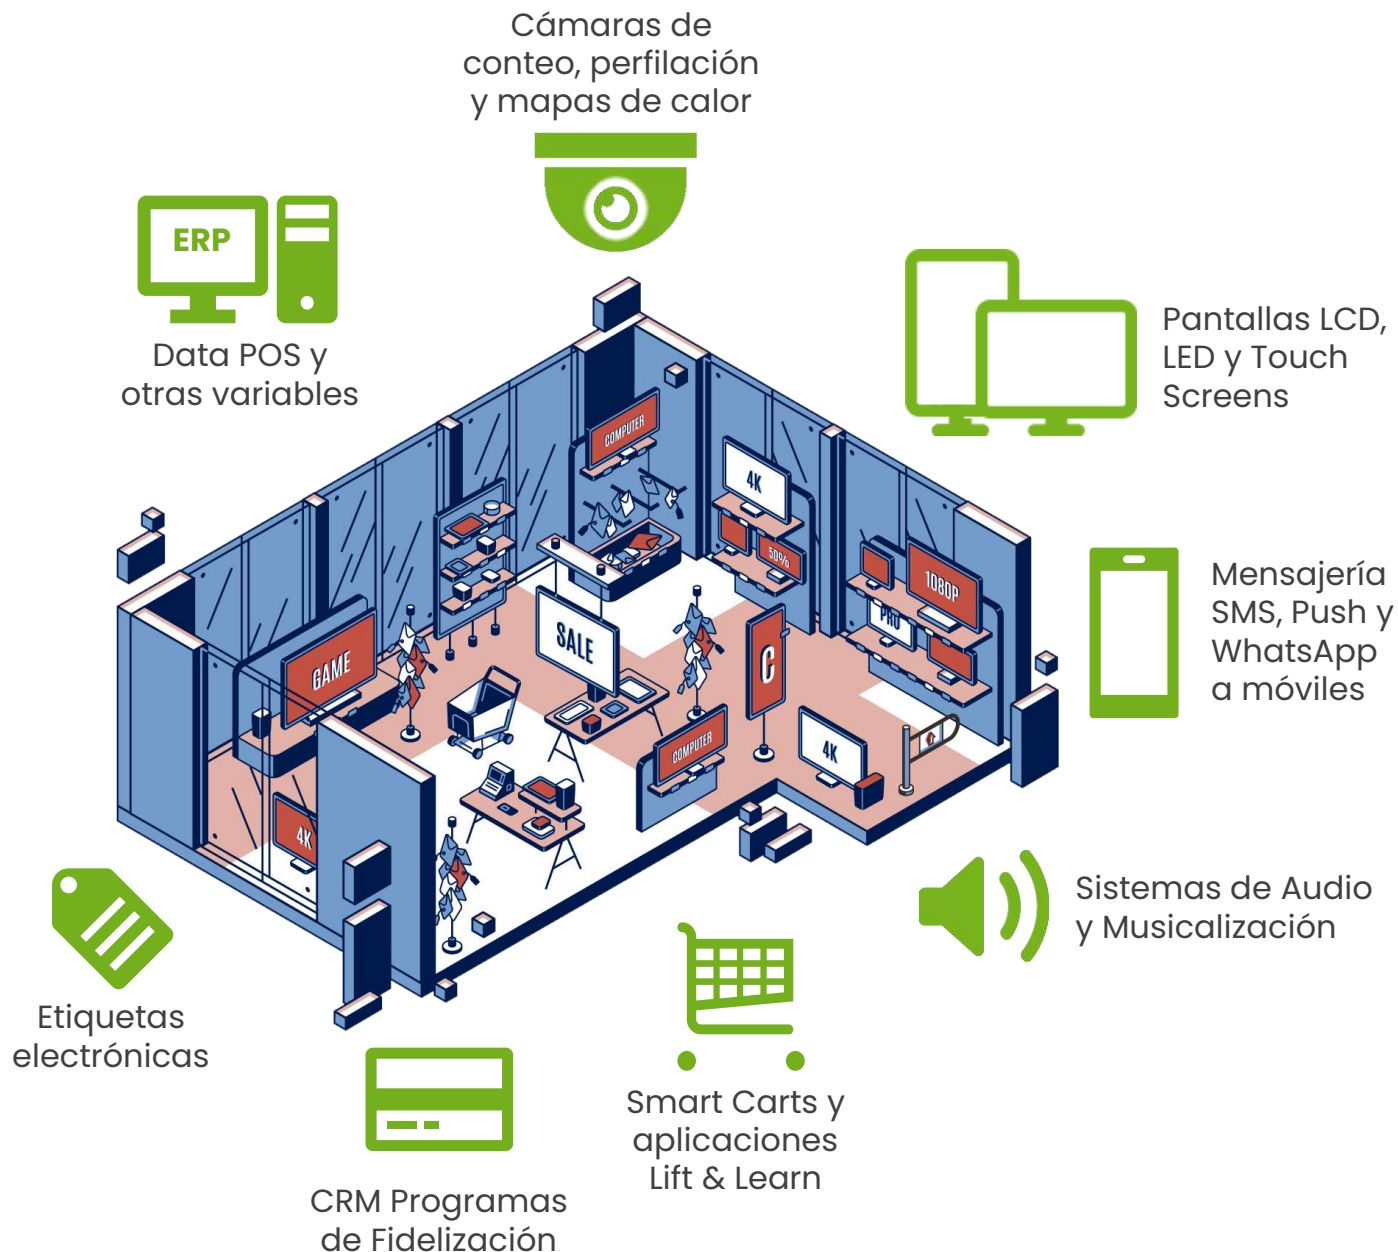 Cámaras de
conteo, perfilación
y mapas de calor
ERP
Data POS y
otras variables
Pantallas LCD,
LED y Touch
Screens
COMPUTER
4K
50%
1080P
PRO
Mensajería
SMS, Push y
WhatsApp
a móviles
SALE
GAME
C
COMPUTER
4K
4K
Sistemas de Audio
y Musicalización
Etiquetas
electrónicas
Smart Carts y
aplicaciones
Lift & Learn
CRM Programas
de Fidelización